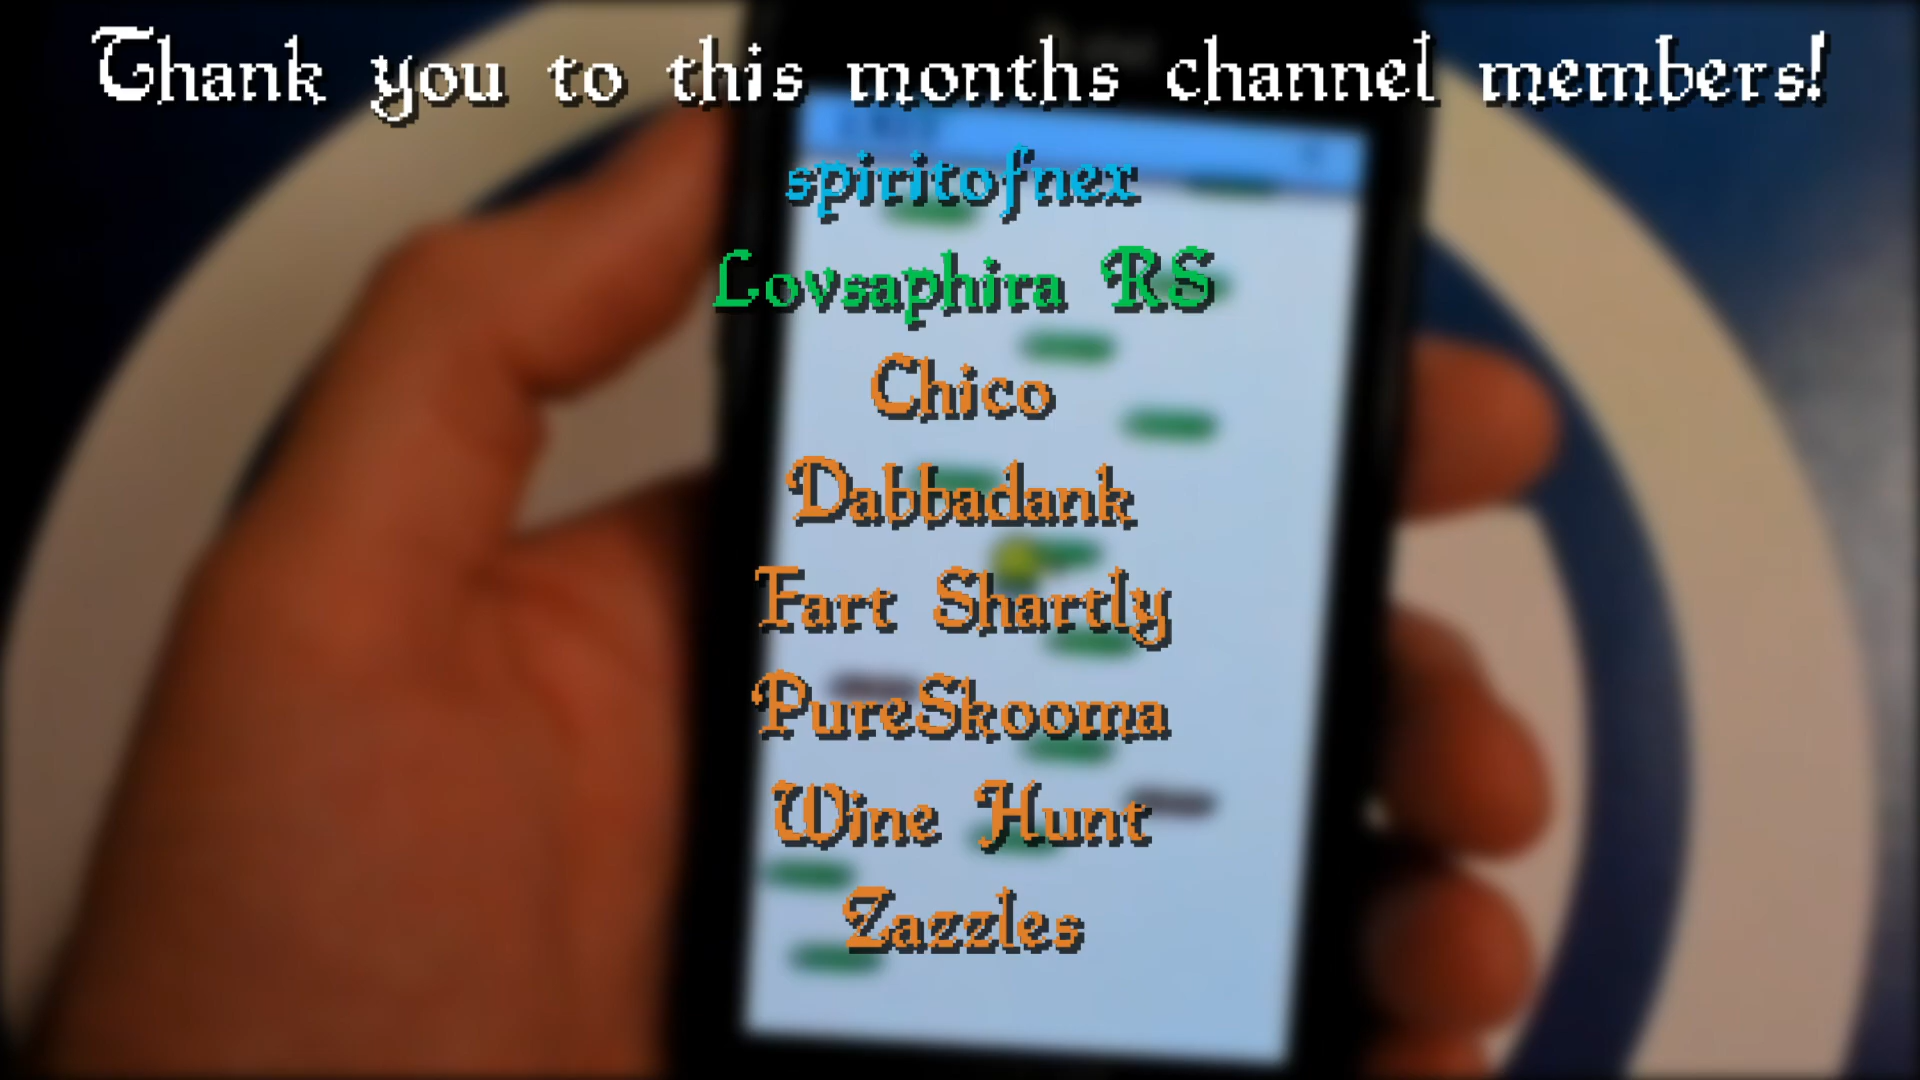 Thank you to this months channel members!
spiritofnex
Lovsaphira RS
Chico
Dabbadank
Fart Shartly
PureSkooma
Wine Hunt
Zazzles